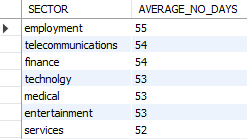 SECTOR AVERAGE_NO_DAYS
employment 55
telecommunications 54
finance 54
technolgy 53
medical 53
entertainment 53
services 52